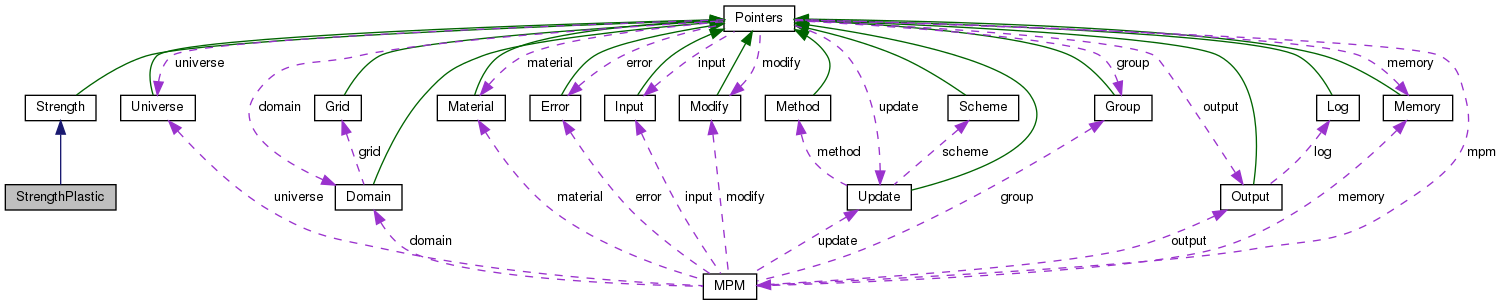 Pointers
universe
material
error
input
modify
group
memory
domain
update
output
Strength
Universe
Grid
Material
Error
Input
Modify
Method
Scheme
Group
Log
Memory
grid
method
scheme
log
mpm
StrengthPlastic
Domain
Update
Output
universe
material
error
input
modify
group
memory
domain
update
output
MPM